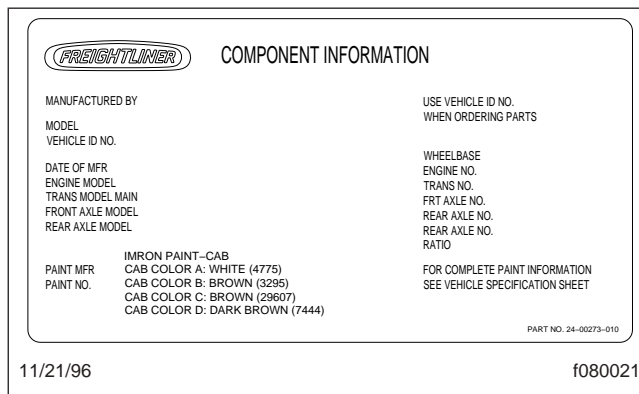 FREIGHTLINER COMPONENT INFORMATION
MANUFACTURED BY
MODEL
VEHICLE ID NO.
DATE OF MFR
ENGINE MODEL
TRANS MODEL MAIN
FRONT AXLE MODEL
REAR AXLE MODEL
USE VEHICLE ID NO.
WHEN ORDERING PARTS
WHEELBASE
ENGINE NO.
TRANS NO.
FRT AXLE NO.
REAR AXLE NO.
REAR AXLE NO.
RATIO
IMRON PAINT−CAB
PAINT MFR CAB COLOR A: WHITE (4775)
PAINT NO. CAB COLOR B: BROWN (3295)
CAB COLOR C: BROWN (29607)
CAB COLOR D: DARK BROWN (7444)
FOR COMPLETE PAINT INFORMATION
SEE VEHICLE SPECIFICATION SHEET
PART NO. 24−00273−010
11/21/96 f080021